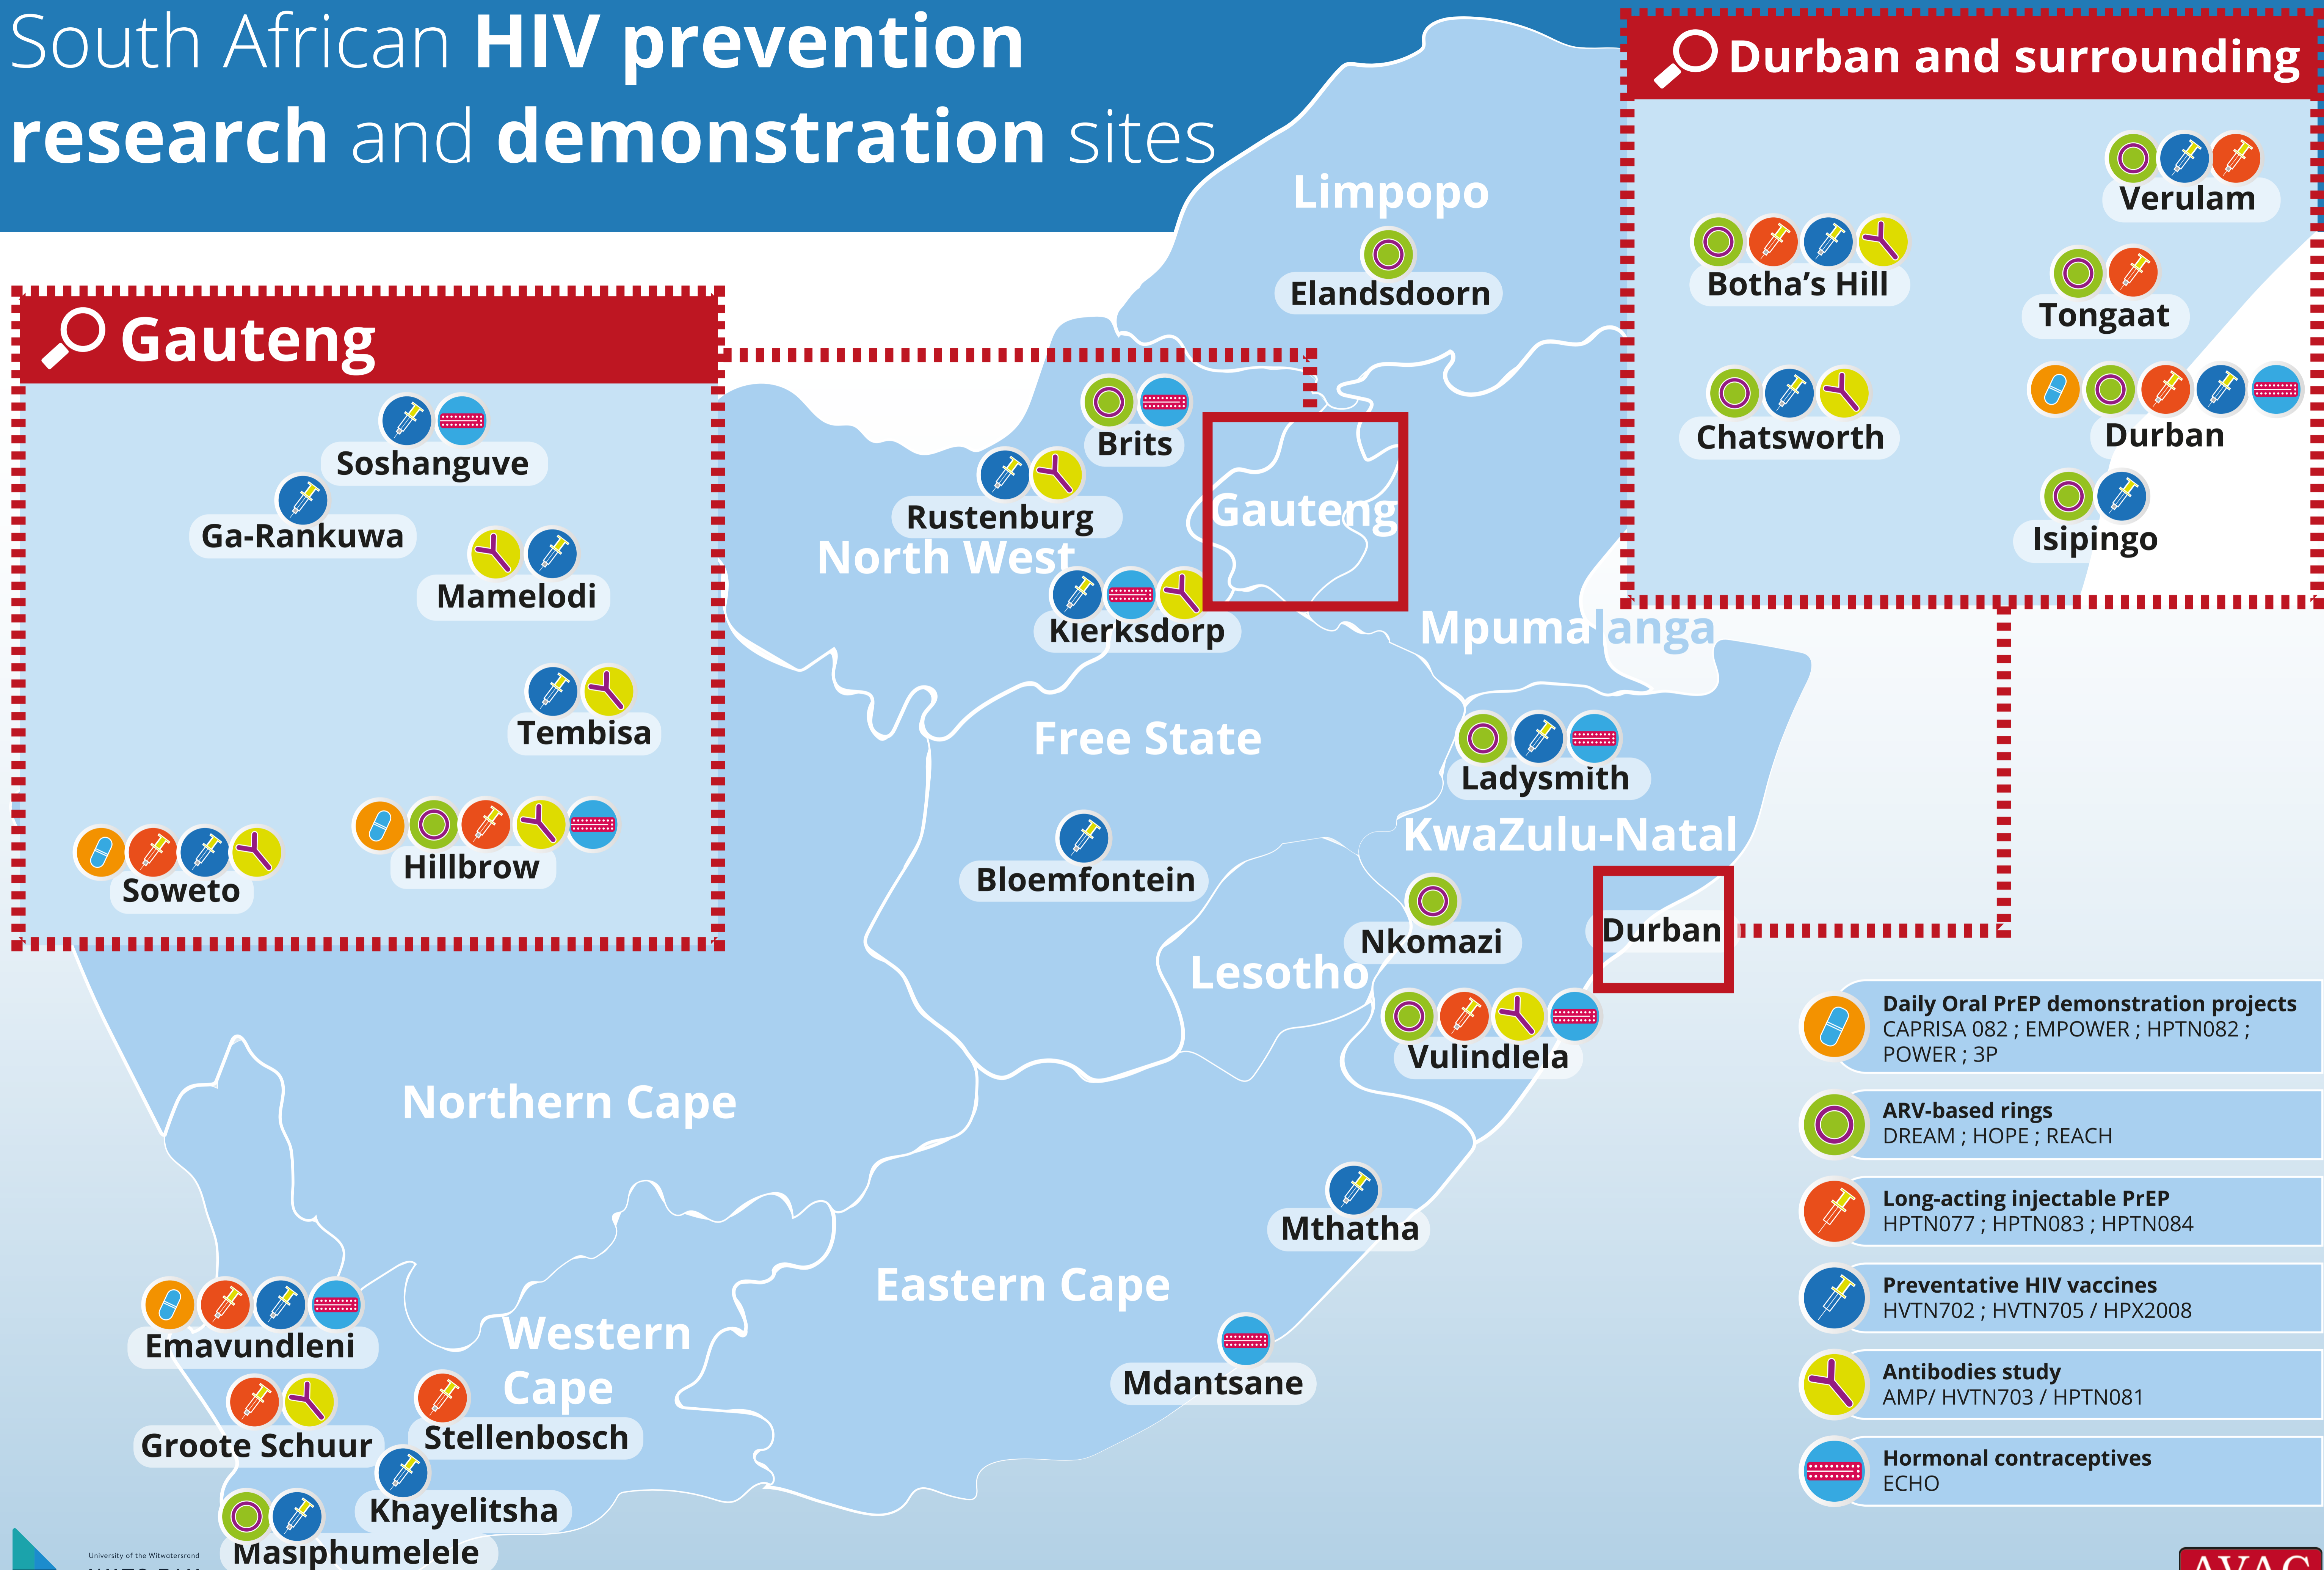 South African HIV prevention
research and demonstration sites
Durban and surrounding
Verulam
Botha's Hill
Tongaat
Chatsworth
Durban
Isipingo
Limpopo
Elandsdoorn
Gauteng
Soshanguve
Ga-Rankuwa
Mamelodi
Tembisa
Hillbrow
Soweto
Brits
Rustenburg
North West
Gauteng
Klerksdorp
Mpumalanga
Free State
Ladysmith
KwaZulu-Natal
Bloemfontein
Nkomazi
Durban
Lesotho
Vulindlela
Northern Cape
Mthatha
Eastern Cape
Mdantsane
Emavundleni
Western
Cape
Groote Schuur
Stellenbosch
Khayelitsha
Masiphumelele
Daily Oral PrEP demonstration projects
CAPRISA 082 ; EMPOWER ; HPTN082 ;
POWER ; 3P
ARV-based rings
DREAM ; HOPE ; REACH
Long-acting injectable PrEP
HPTN077 ; HPTN083 ; HPTN084
Preventative HIV vaccines
HVTN702 ; HVTN705 / HPX2008
Antibodies study
AMP/ HVTN703 / HPTN081
Hormonal contraceptives
ECHO
University of the Witwatersrand
AVAC